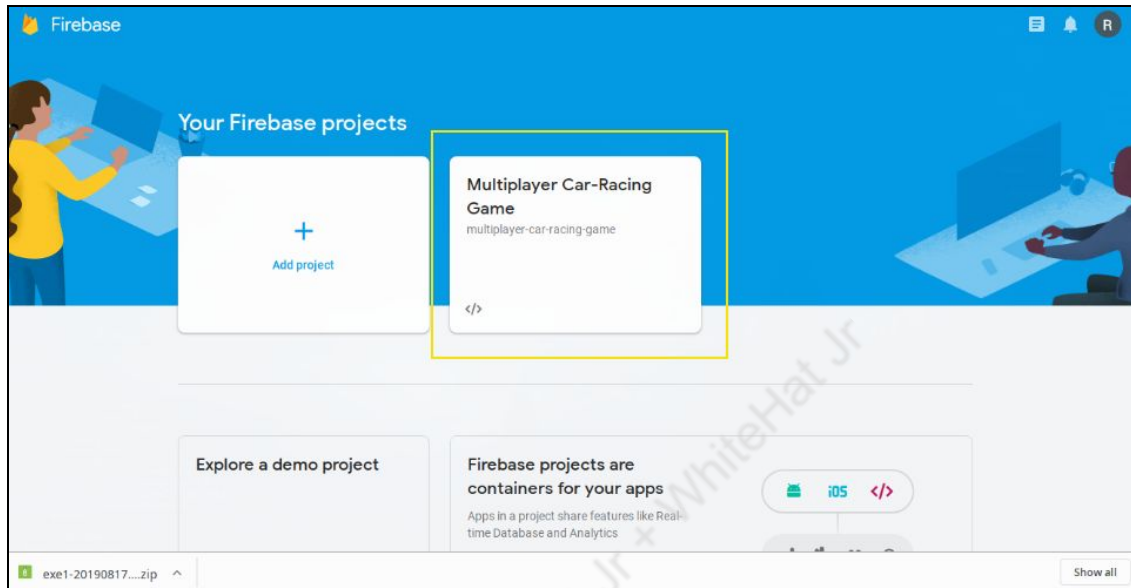 Firebase
R
Your Firebase projects
+
Add project
Multiplayer Car-Racing
Game
multiplayer-car-racing-game
</>
Explore a demo project
Firebase projects are
containers for your apps
Apps in a project share features like Real-
time Database and Analytics
iOS </>
Jr + WhiteHat Jr
e exe1-20190817....zip
Show all